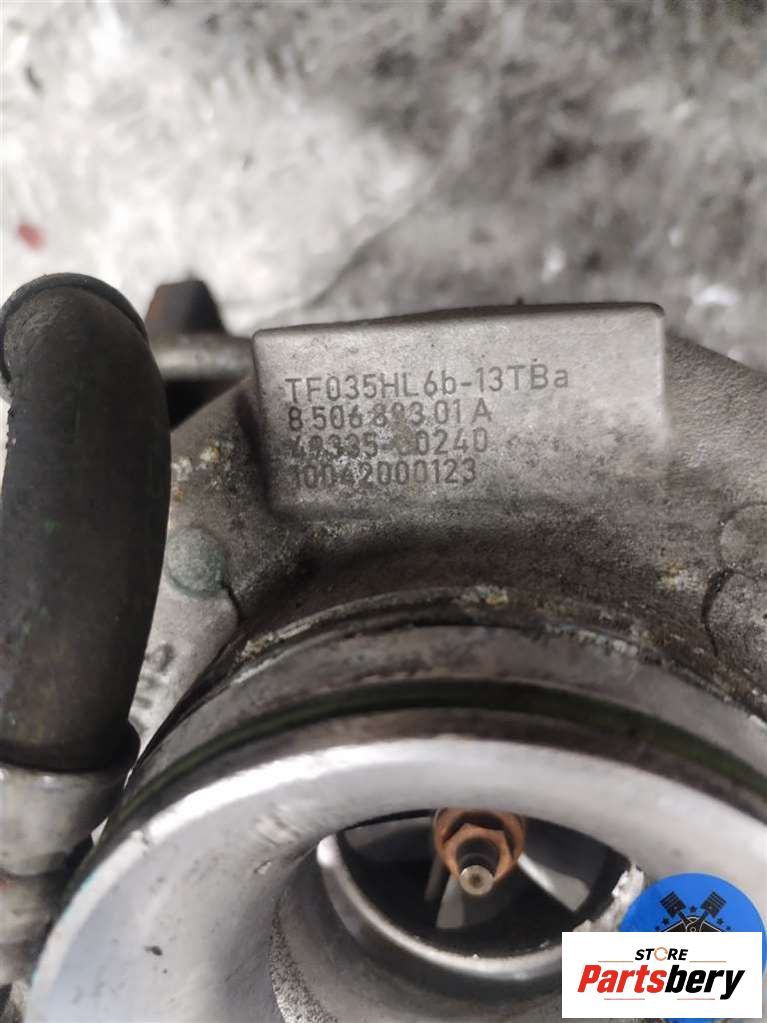 TF035HL6b-13TBa
8 506 893 01 A
49335-00240
10042000123
STORE
Partsbery